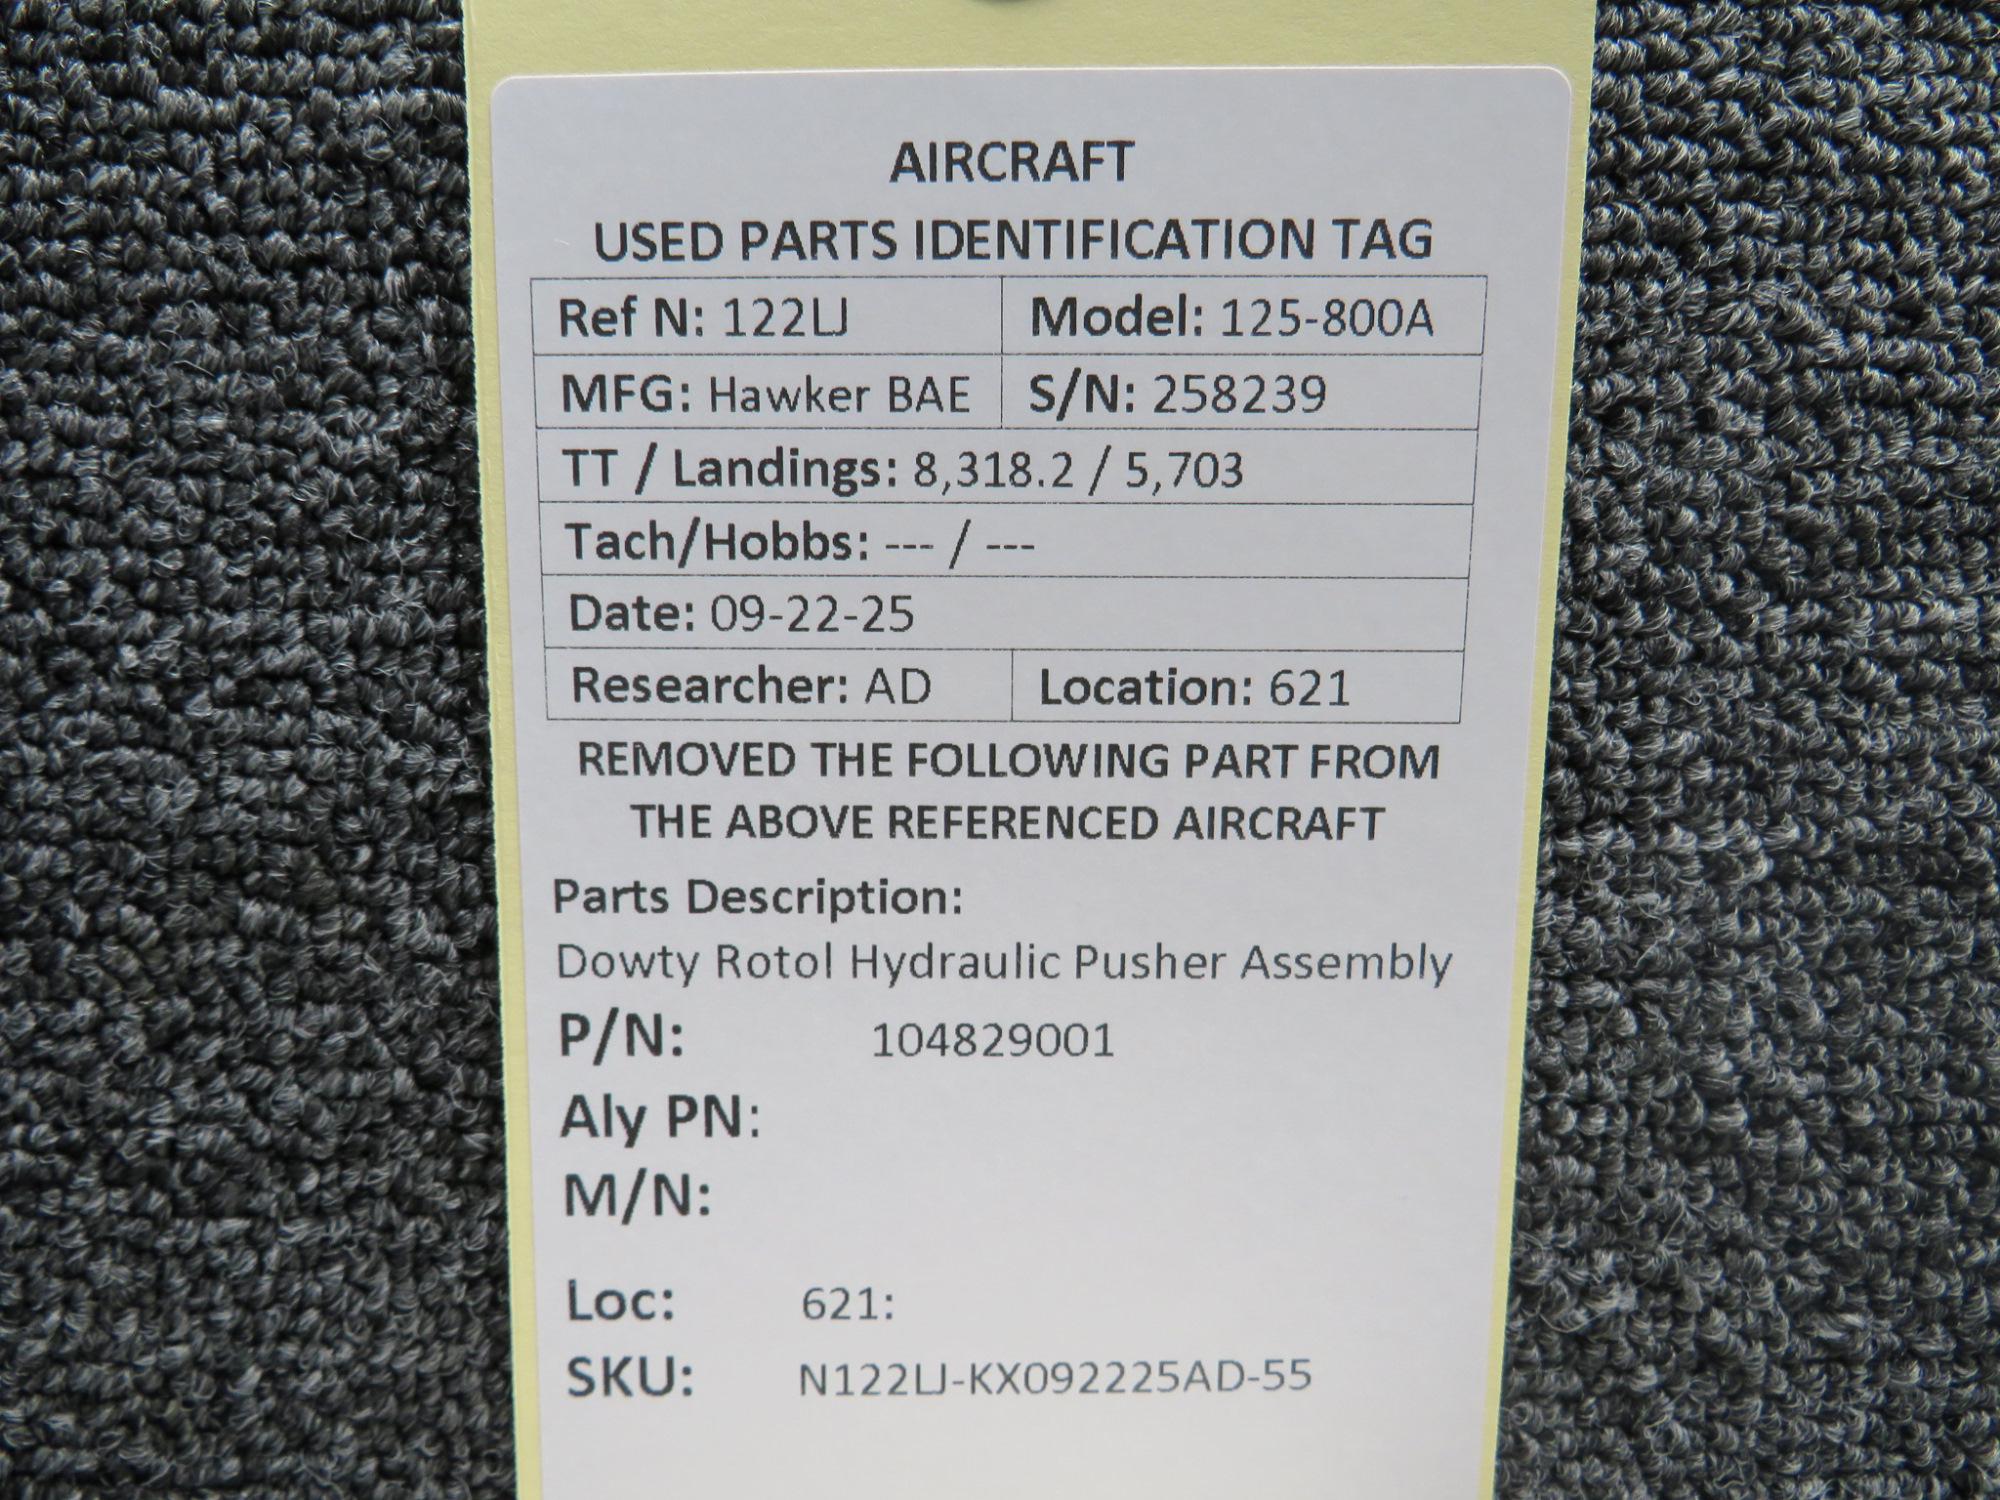 AIRCRAFT
USED PARTS IDENTIFICATION TAG
Ref N: 122LJ Model: 125-800A
MFG: Hawker BAE S/N: 258239
TT / Landings: 8,318.2 / 5,703
Tach/Hobbs: --- / ---
Date: 09-22-25
Researcher: AD Location: 621
REMOVED THE FOLLOWING PART FROM
THE ABOVE REFERENCED AIRCRAFT
Parts Description:
Dowty Rotol Hydraulic Pusher Assembly
P/N: 104829001
Aly PN:
M/N:
Loc: 621:
SKU: N122LJ-KX092225AD-55